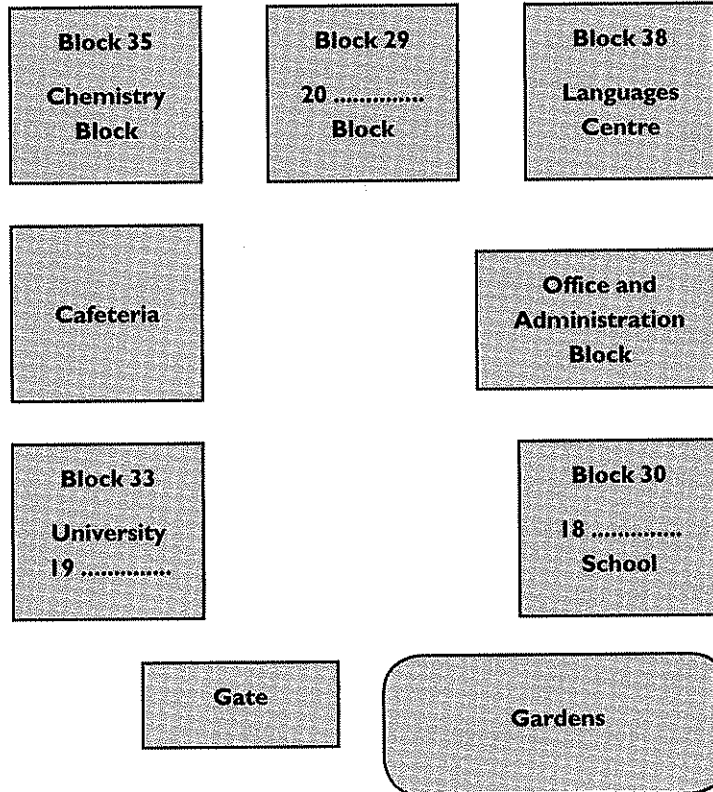 Block 35
Chemistry
Block
Block 29
20 ..............
Block
Block 38
Languages
Centre
Cafeteria
Office and
Administration
Block
Block 33
University
19 ..............
Block 30
18 ..............
School
Gate
Gardens